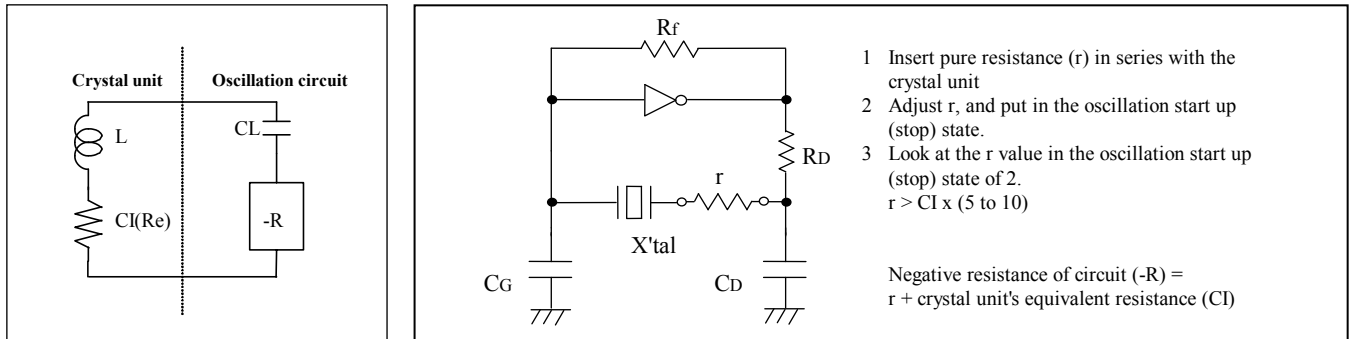 Crystal unit
Oscillation circuit
L
CL
CI(Re)
-R
Rf
RD
r
X'tal
CG
CD
1 Insert pure resistance (r) in series with the
crystal unit
2 Adjust r, and put in the oscillation start up
(stop) state.
3 Look at the r value in the oscillation start up
(stop) state of 2.
r > CI x (5 to 10)
Negative resistance of circuit (-R) =
r + crystal unit's equivalent resistance (CI)